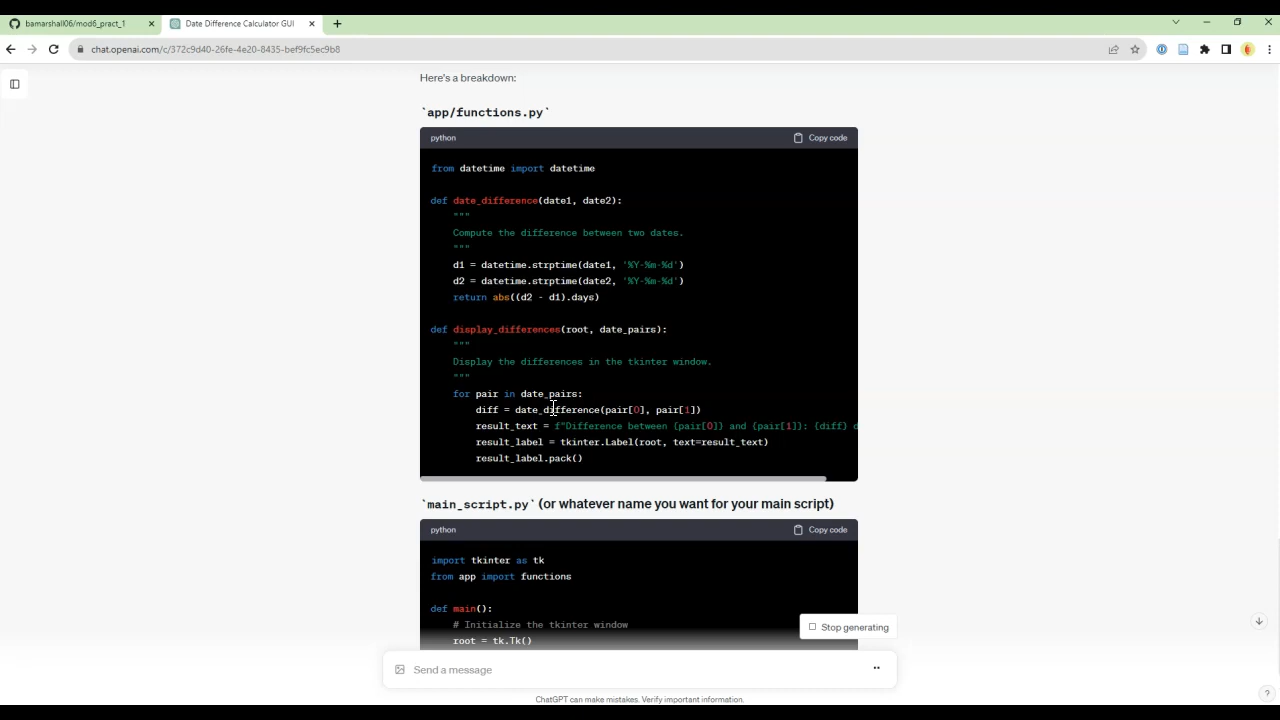 bamarshall06/mod6_pract_1
Date Difference Calculator GUI
chat.openai.com/c/372c9d40-26fe-4e20-8435-bef9fc5ec9b8
Here's a breakdown:
`app/functions.py`
python
Copy code
from datetime import datetime
def date_difference(date1, date2):
"""
Compute the difference between two dates.
"""
d1 = datetime.strptime(date1, '%Y-%m-%d')
d2 = datetime.strptime(date2, '%Y-%m-%d')
return abs((d2 - d1).days)
def display_differences(root, date_pairs):
"""
Display the differences in the tkinter window.
"""
for pair in date_pairs:
diff = date_difference(pair[0], pair[1])
result_text = f"Difference between {pair[0]} and {pair[1]}: {diff} d
result_label = tkinter.Label(root, text=result_text)
result_label.pack()
`main_script.py` (or whatever name you want for your main script)
python
Copy code
import tkinter as tk
from app import functions
def main():
# Initialize the tkinter window
root = tk.Tk()
Stop generating
Send a message
ChatGPT can make mistakes. Verify important information.
?